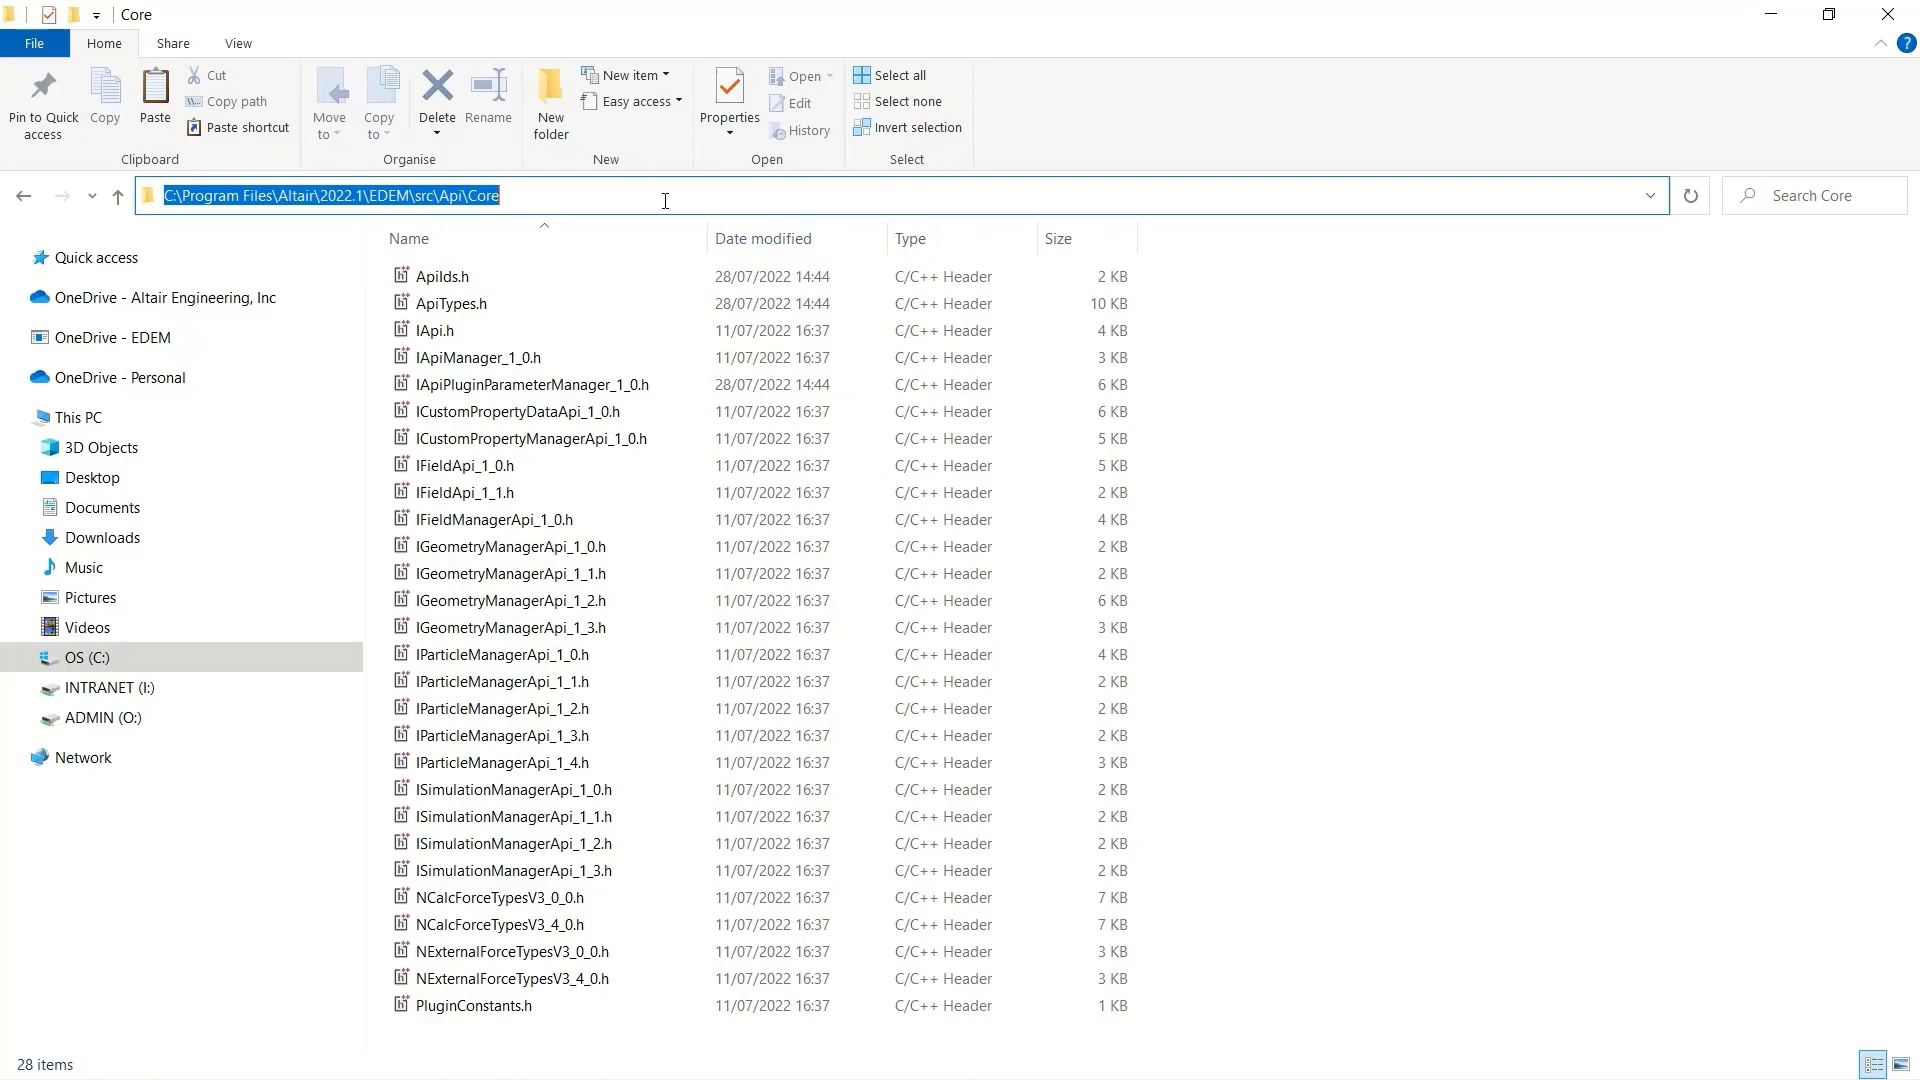 Core
File Home Share View
Pin to Quick access
Copy
Paste
Cut
Copy path
Paste shortcut
Clipboard
Move to
Copy to
Delete
Rename
Organise
New folder
New item
Easy access
New
Properties
Open
Edit
History
Open
Select all
Select none
Invert selection
Select
C:\Program Files\Altair\2022.1\EDEM\src\Api\Core
Search Core
Quick access
OneDrive - Altair Engineering, Inc
OneDrive - EDEM
OneDrive - Personal
This PC
3D Objects
Desktop
Documents
Downloads
Music
Pictures
Videos
OS (C:)
INTRANET (I:)
ADMIN (O:)
Network
Name Date modified Type Size
ApiIds.h 28/07/2022 14:44 C/C++ Header 2 KB
ApiTypes.h 28/07/2022 14:44 C/C++ Header 10 KB
IApi.h 11/07/2022 16:37 C/C++ Header 4 KB
IApiManager_1_0.h 11/07/2022 16:37 C/C++ Header 3 KB
IApiPluginParameterManager_1_0.h 28/07/2022 14:44 C/C++ Header 6 KB
ICustomPropertyDataApi_1_0.h 11/07/2022 16:37 C/C++ Header 6 KB
ICustomPropertyManagerApi_1_0.h 11/07/2022 16:37 C/C++ Header 5 KB
IFieldApi_1_0.h 11/07/2022 16:37 C/C++ Header 5 KB
IFieldApi_1_1.h 11/07/2022 16:37 C/C++ Header 2 KB
IFieldManagerApi_1_0.h 11/07/2022 16:37 C/C++ Header 4 KB
IGeometryManagerApi_1_0.h 11/07/2022 16:37 C/C++ Header 2 KB
IGeometryManagerApi_1_1.h 11/07/2022 16:37 C/C++ Header 2 KB
IGeometryManagerApi_1_2.h 11/07/2022 16:37 C/C++ Header 6 KB
IGeometryManagerApi_1_3.h 11/07/2022 16:37 C/C++ Header 3 KB
IParticleManagerApi_1_0.h 11/07/2022 16:37 C/C++ Header 4 KB
IParticleManagerApi_1_1.h 11/07/2022 16:37 C/C++ Header 2 KB
IParticleManagerApi_1_2.h 11/07/2022 16:37 C/C++ Header 2 KB
IParticleManagerApi_1_3.h 11/07/2022 16:37 C/C++ Header 2 KB
IParticleManagerApi_1_4.h 11/07/2022 16:37 C/C++ Header 3 KB
ISimulationManagerApi_1_0.h 11/07/2022 16:37 C/C++ Header 2 KB
ISimulationManagerApi_1_1.h 11/07/2022 16:37 C/C++ Header 2 KB
ISimulationManagerApi_1_2.h 11/07/2022 16:37 C/C++ Header 2 KB
ISimulationManagerApi_1_3.h 11/07/2022 16:37 C/C++ Header 2 KB
NCalcForceTypesV3_0_0.h 11/07/2022 16:37 C/C++ Header 7 KB
NCalcForceTypesV3_4_0.h 11/07/2022 16:37 C/C++ Header 7 KB
NExternalForceTypesV3_0_0.h 11/07/2022 16:37 C/C++ Header 3 KB
NExternalForceTypesV3_4_0.h 11/07/2022 16:37 C/C++ Header 3 KB
PluginConstants.h 11/07/2022 16:37 C/C++ Header 1 KB
28 items